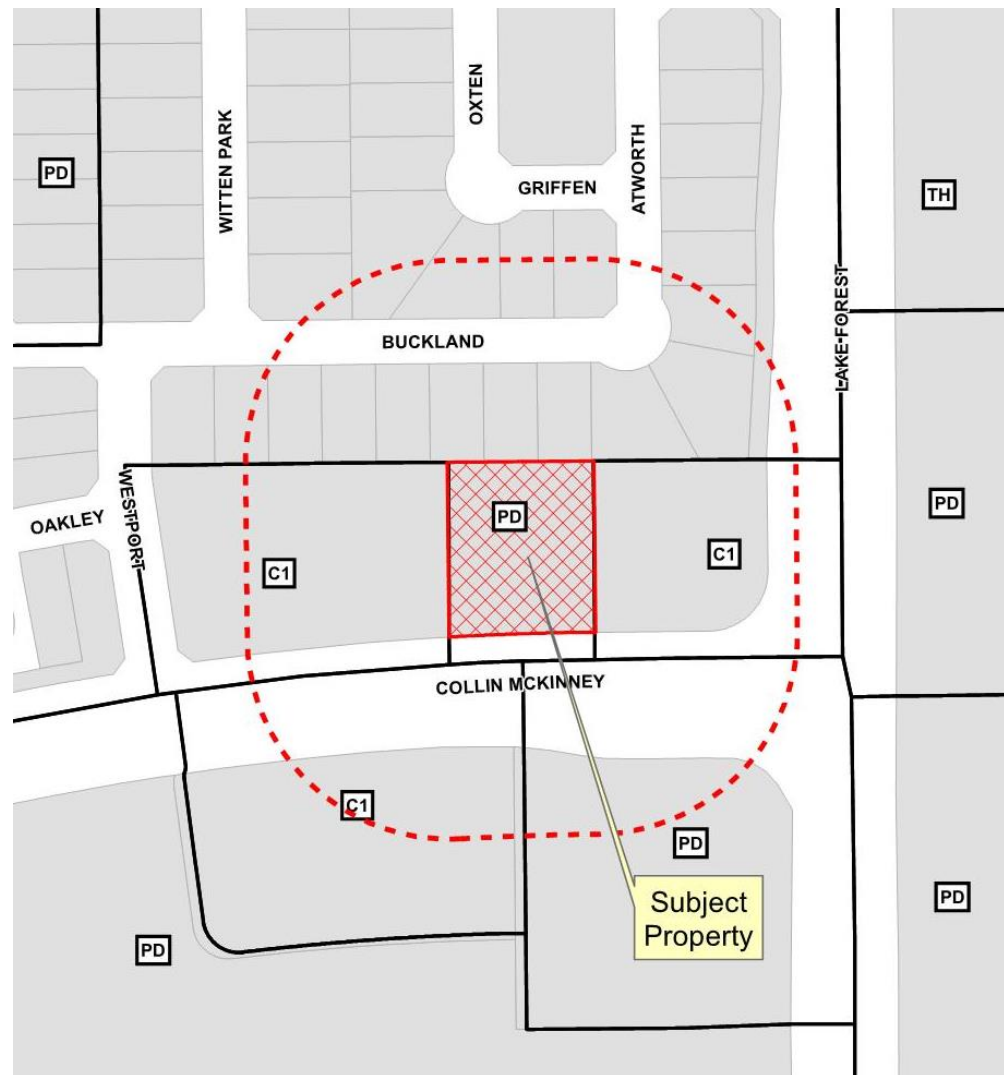 OXTEN
WITTEN PARK
ATWORTH
PD
GRIFFEN
TH
LAKE FOREST
BUCKLAND
WESTPORT
OAKLEY
PD
PD
C1
C1
COLLIN MCKINNEY
C1
PD
PD
Subject
Property
PD